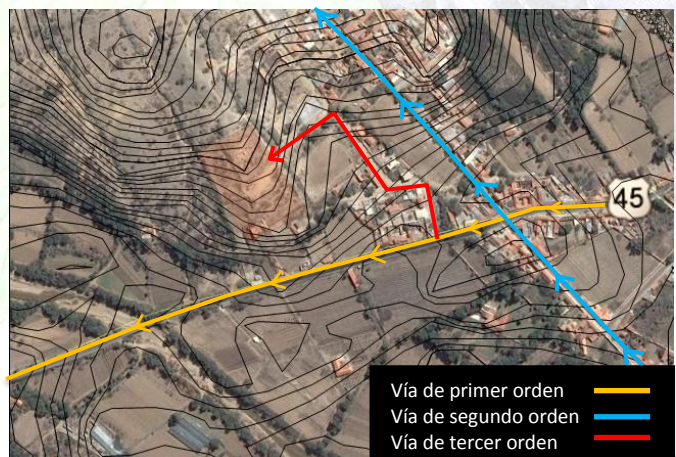 45
Vía de primer orden
Vía de segundo orden
Vía de tercer orden